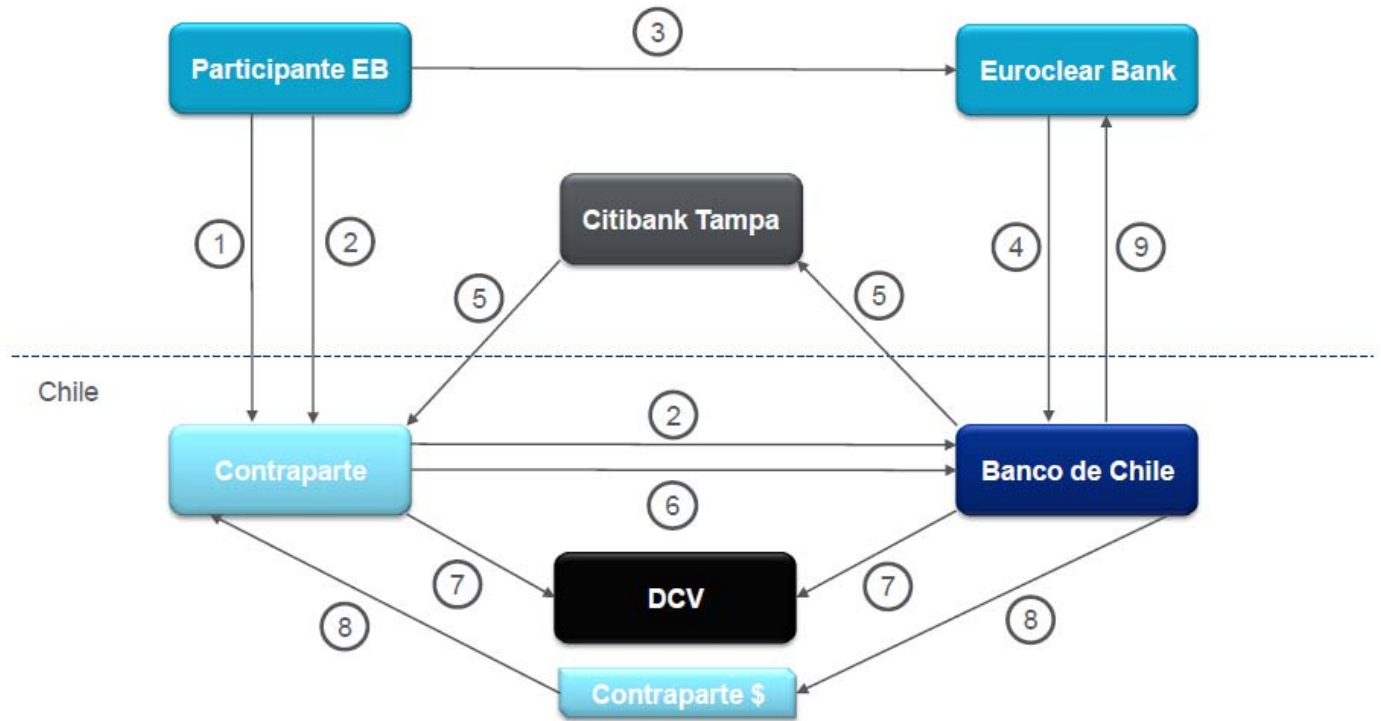 3
Participante EB
Euroclear Bank
Citibank Tampa
1
2
4
9
5
5
Chile
2
Contraparte
Banco de Chile
6
7
DCV
7
8
8
Contraparte $